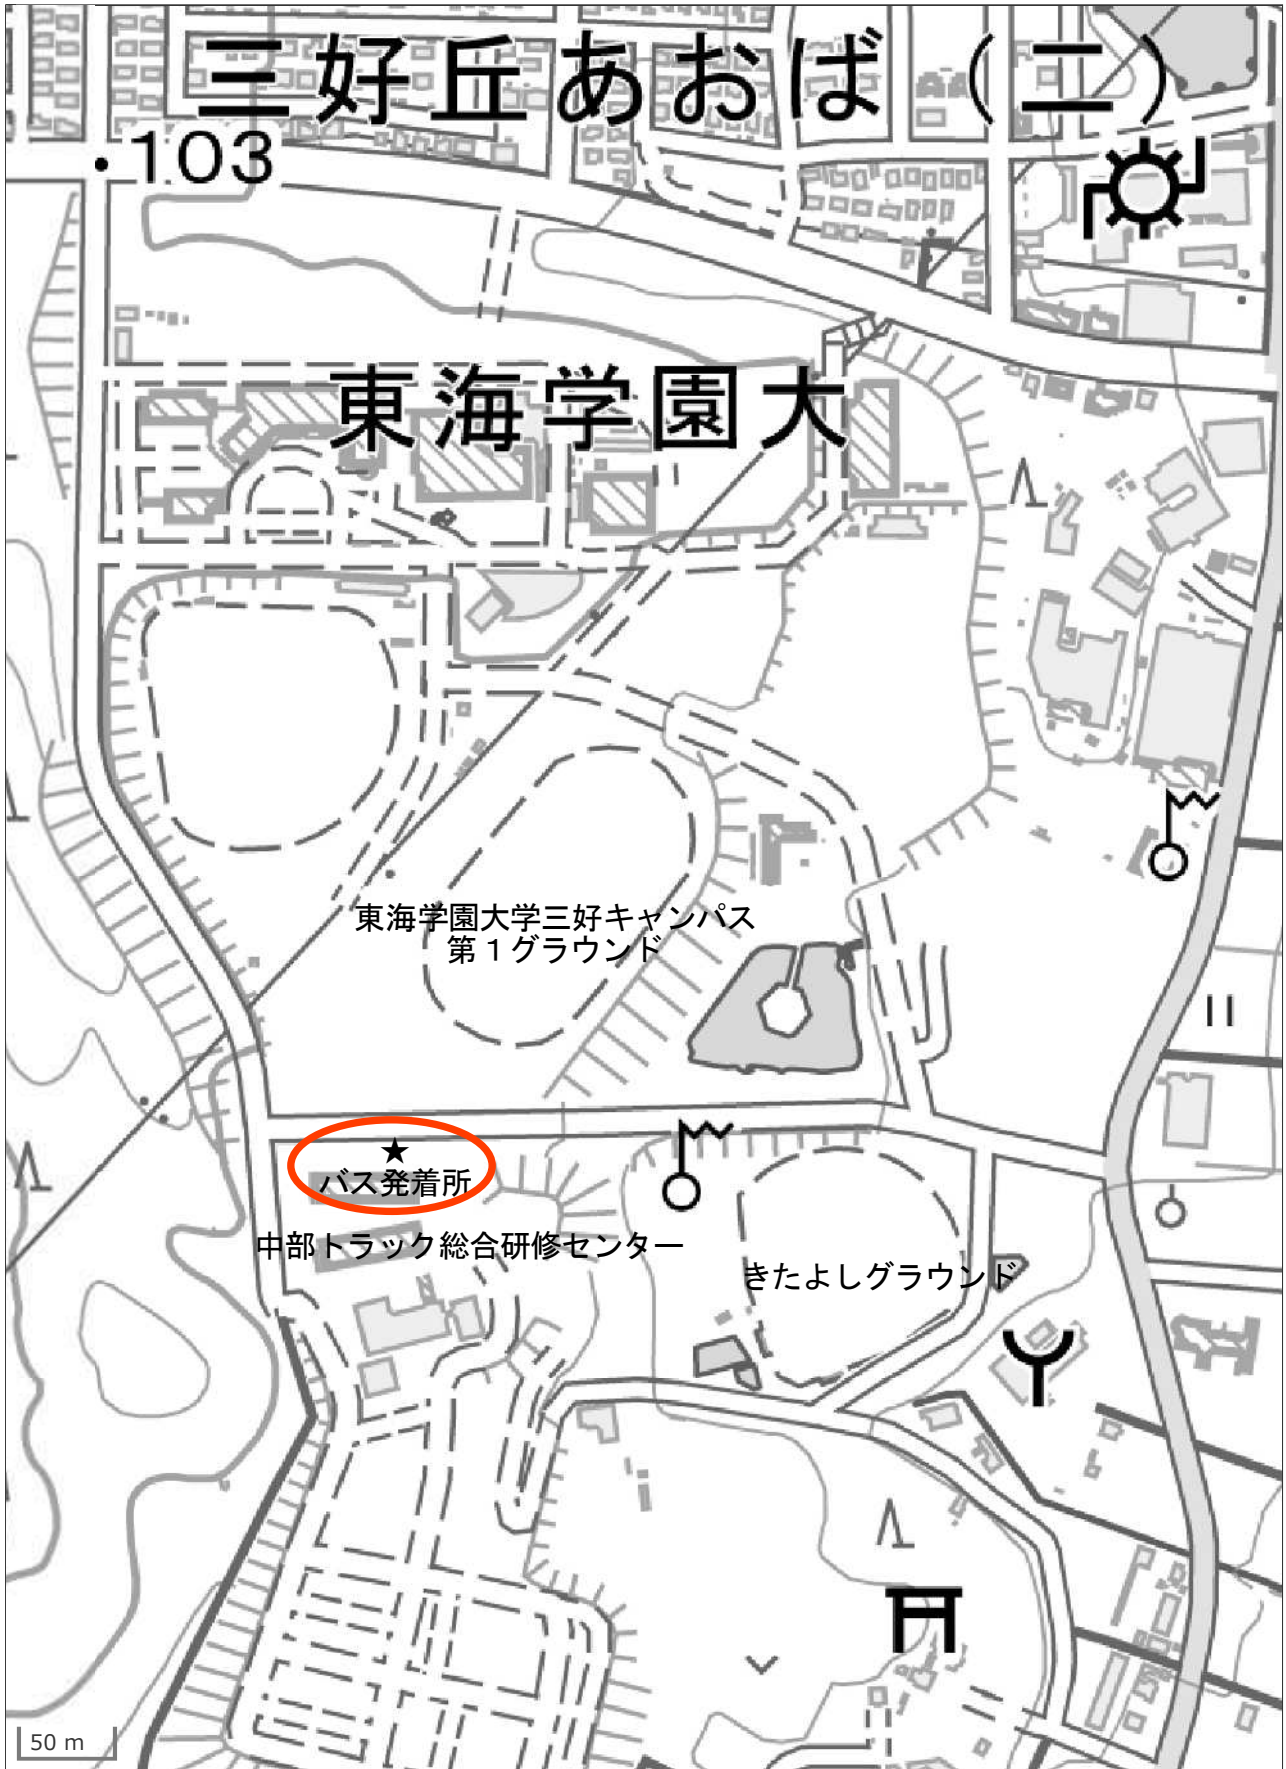 三好丘あおば（二）
・103
東海学園大
東海学園大学三好キャンパス
第１グラウンド
★
バス発着所
中部トラック総合研修センター
きたよしグラウンド
50 m